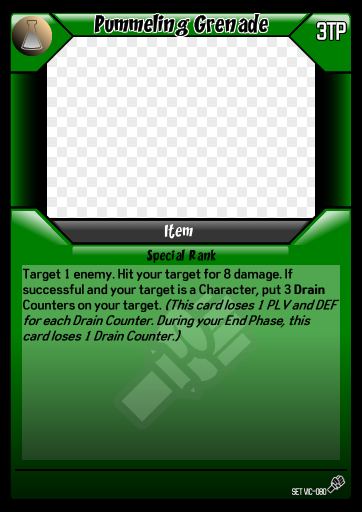 Pummeling Grenade
3TP
Item
Special Rank
Target 1 enemy. Hit your target for 8 damage. If
successful and your target is a Character, put 3 Drain
Counters on your target. (This card loses 1 PLV and DEF
for each Drain Counter. During your End Phase, this
card loses 1 Drain Counter.)
SET VIC-080